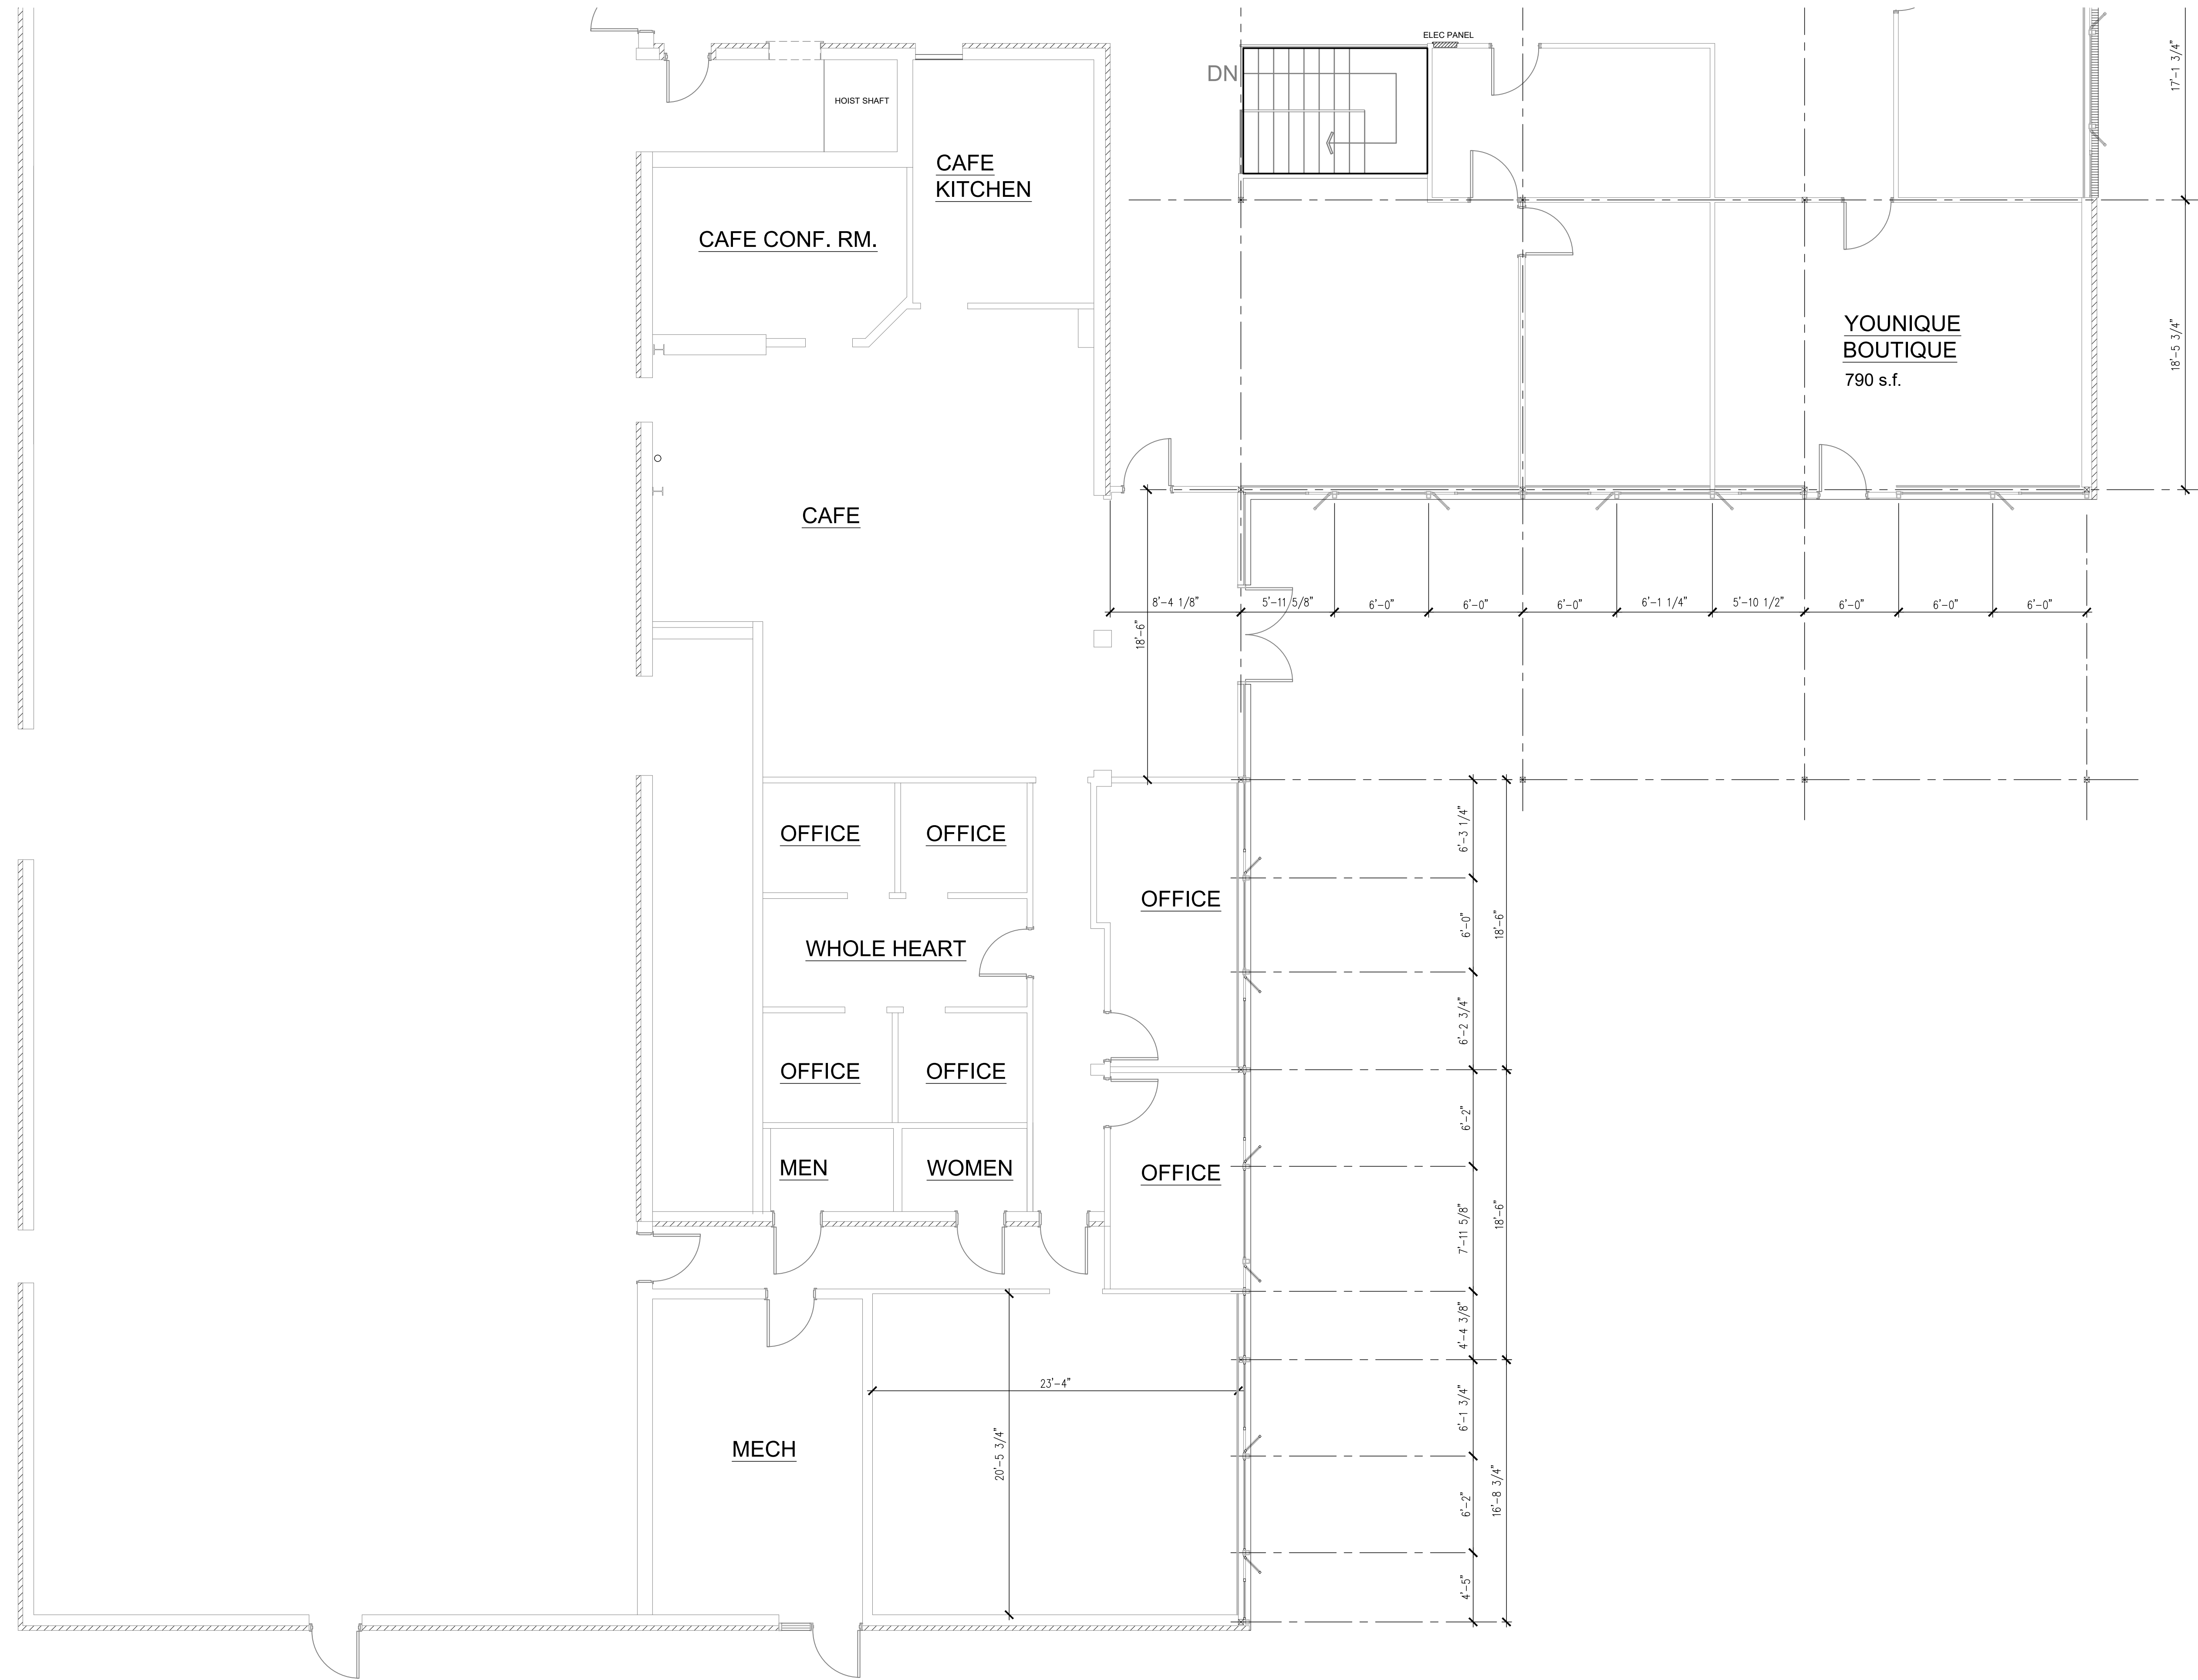 ELEC PANEL
DN
17'-1 3/4"
HOIST SHAFT
CAFE
KITCHEN
CAFE CONF. RM.
YOUNIQUE
BOUTIQUE
790 s.f.
18'-5 3/4"
CAFE
8'-4 1/8"
5'-11 5/8"
6'-0"
6'-0"
6'-0"
6'-1 1/4"
5'-10 1/2"
6'-0"
6'-0"
6'-0"
18'-6"
OFFICE
OFFICE
6'-3 1/4"
OFFICE
6'-0"
18'-6"
WHOLE HEART
6'-2 3/4"
OFFICE
OFFICE
6'-2"
MEN
WOMEN
OFFICE
7'-11 5/8"
18'-6"
4'-4 3/8"
23'-4"
6'-1 3/4"
MECH
20'-5 3/4"
6'-2"
16'-8 3/4"
4'-5"